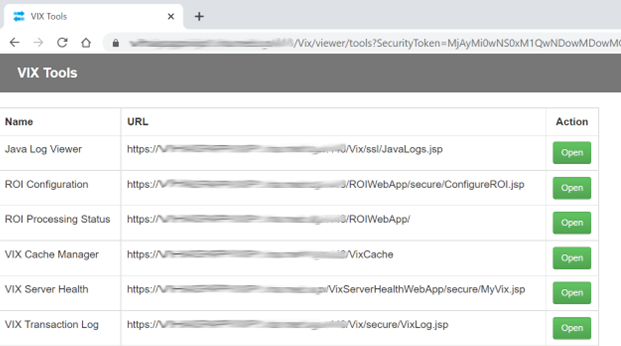 VIX Tools
/Vix/viewer/tools?SecurityToken=MjAyMi0wNS0xM1QwNDowMDowM
VIX Tools
Name URL Action
Java Log Viewer https:// /Vix/ssl/JavaLogs.jsp Open
ROI Configuration https:// /ROIWebApp/secure/ConfigureROI.jsp Open
ROI Processing Status https:// /ROIWebApp/ Open
VIX Cache Manager https:// /VixCache Open
VIX Server Health https:// /VixServerHealthWebApp/secure/MyVix.jsp Open
VIX Transaction Log https:// /Vix/secure/VixLog.jsp Open